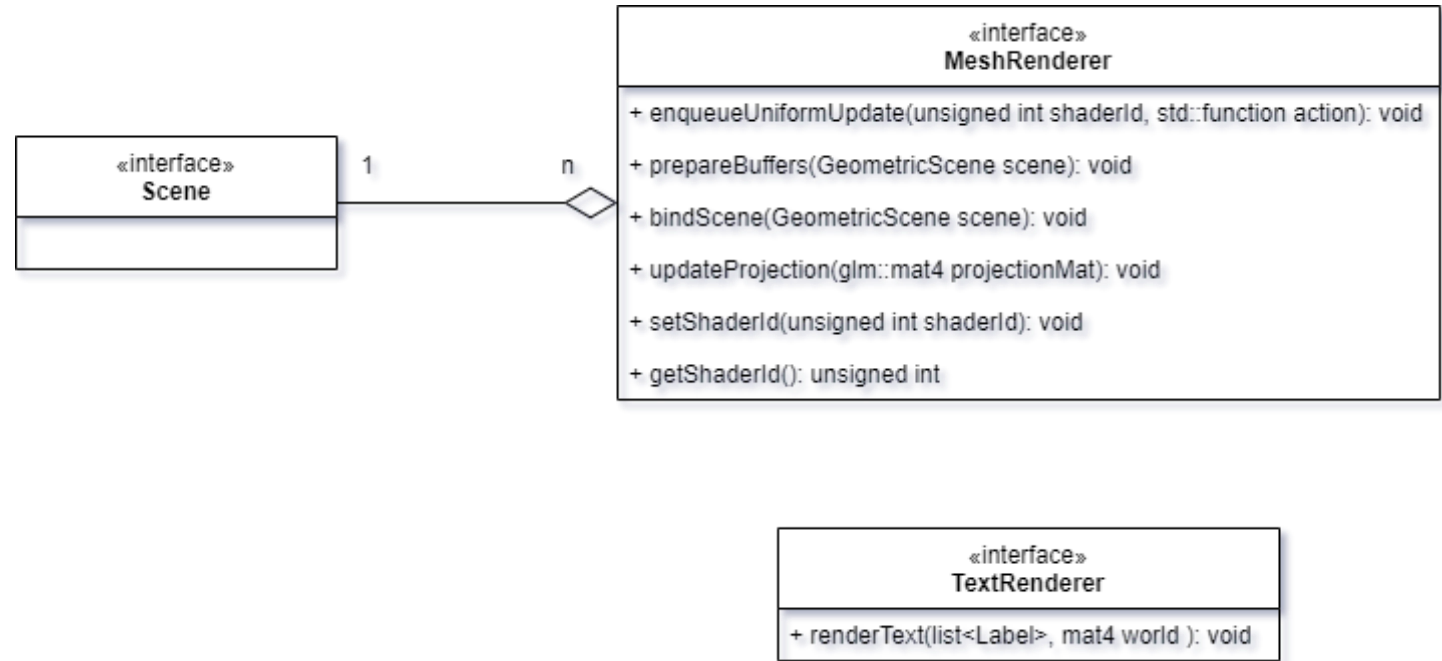 «interface»
MeshRenderer
+ enqueueUniformUpdate(unsigned int shaderId, std::function action): void
+ prepareBuffers(GeometricScene scene): void
+ bindScene(GeometricScene scene): void
+ updateProjection(glm::mat4 projectionMat): void
+ setShaderId(unsigned int shaderId): void
+ getShaderId(): unsigned int
«interface»
Scene
1
n
«interface»
TextRenderer
+ renderText(list<Label>, mat4 world ): void